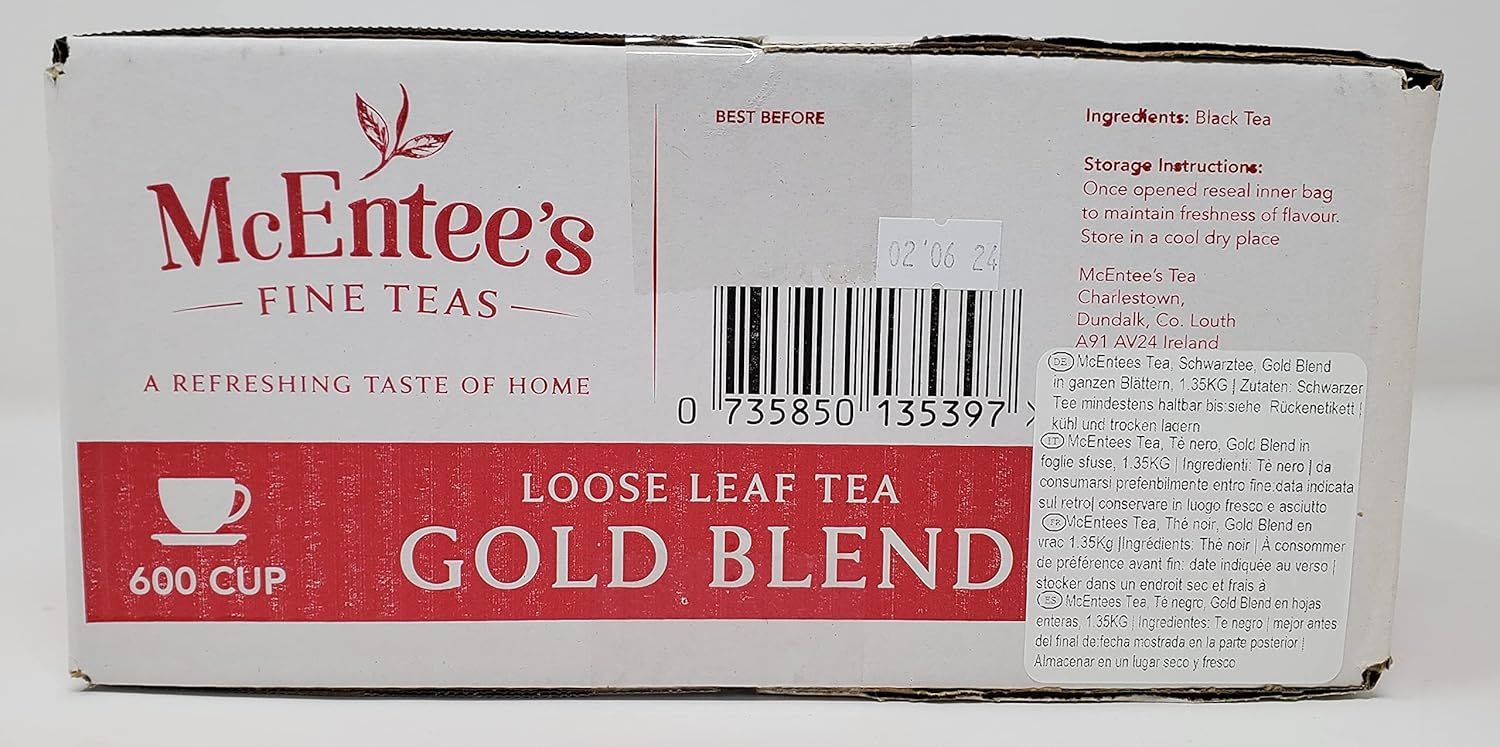 McEntee's
FINE TEAS
A REFRESHING TASTE OF HOME
BEST BEFORE
02 '06 24
0 735850 135397 >
Ingredients: Black Tea
Storage Instructions:
Once opened reseal inner bag
to maintain freshness of flavour.
Store in a cool dry place
McEntee's Tea
Charlestown,
Dundalk, Co. Louth
A91 AV24 Ireland
600 CUP
LOOSE LEAF TEA
GOLD BLEND
DE McEntees Tea, Schwarztee, Gold Blend
in ganzen Blättern, 1.35KG | Zutaten: Schwarzer
Tee mindestens haltbar bis:siehe Rückenetikett |
kühl und trocken lagern
IT McEntees Tea, Tè nero, Gold Blend in
foglie sfuse, 1.35KG | Ingredienti: Tè nero | da
consumarsi prefenbilmente entro fine:data indicata
sul retro| conservare in luogo fresco e asciutto
FR McEntees Tea, Thé noir, Gold Blend en
vrac 1.35Kg |Ingrédients: Thé noir | À consommer
de préférence avant fin: date indiquée au verso |
stocker dans un endroit sec et frais à
ES McEntees Tea, Té negro, Gold Blend en hojas
enteras, 1.35KG | Ingredientes: Te negro | mejor antes
del final de:fecha mostrada en la parte posterior |
Almacenar en un lugar seco y fresco